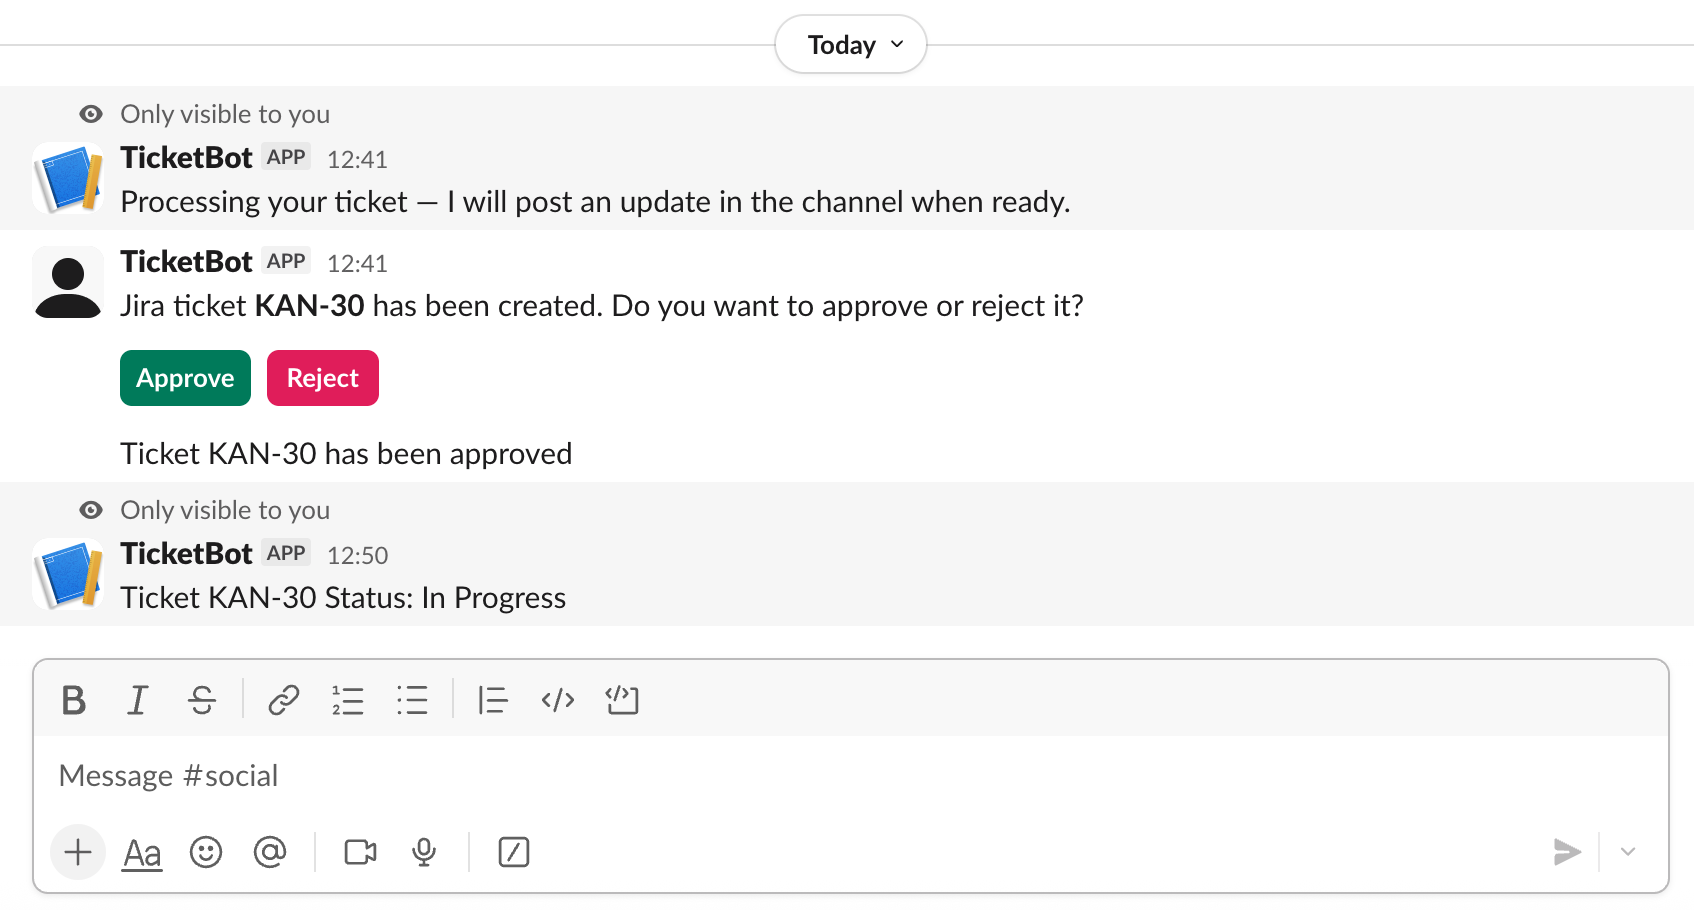 Today
Only visible to you
TicketBot APP 12:41
Processing your ticket — I will post an update in the channel when ready.
TicketBot APP 12:41
Jira ticket KAN-30 has been created. Do you want to approve or reject it?
Approve Reject
Ticket KAN-30 has been approved
Only visible to you
TicketBot APP 12:50
Ticket KAN-30 Status: In Progress
Message #social
Aa